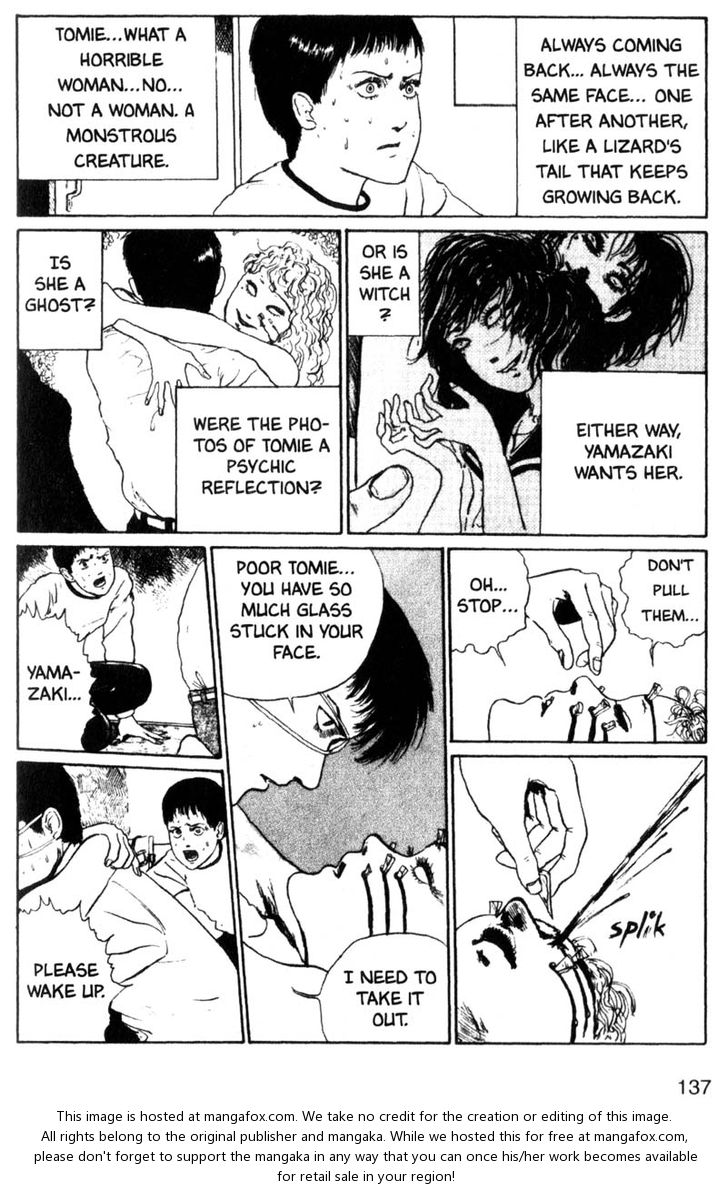 TOMIE...WHAT A
HORRIBLE
WOMAN...NO...
NOT A WOMAN. A
MONSTROUS
CREATURE.
ALWAYS COMING
BACK... ALWAYS THE
SAME FACE... ONE
AFTER ANOTHER,
LIKE A LIZARD'S
TAIL THAT KEEPS
GROWING BACK.
IS
SHE A
GHOST?
WERE THE PHO-
TOS OF TOMIE A
PSYCHIC
REFLECTION?
OR IS
SHE A
WITCH
?
EITHER WAY,
YAMAZAKI
WANTS HER.
YAMA-
ZAKI...
PLEASE
WAKE UP.
POOR TOMIE...
YOU HAVE SO
MUCH GLASS
STUCK IN YOUR
FACE.
I NEED TO
TAKE IT
OUT.
OH...
STOP...
DON'T
PULL
THEM...
splik
137
This image is hosted at mangafox.com. We take no credit for the creation or editing of this image.
All rights belong to the original publisher and mangaka. While we hosted this for free at mangafox.com,
please don't forget to support the mangaka in any way that you can once his/her work becomes available
for retail sale in your region!